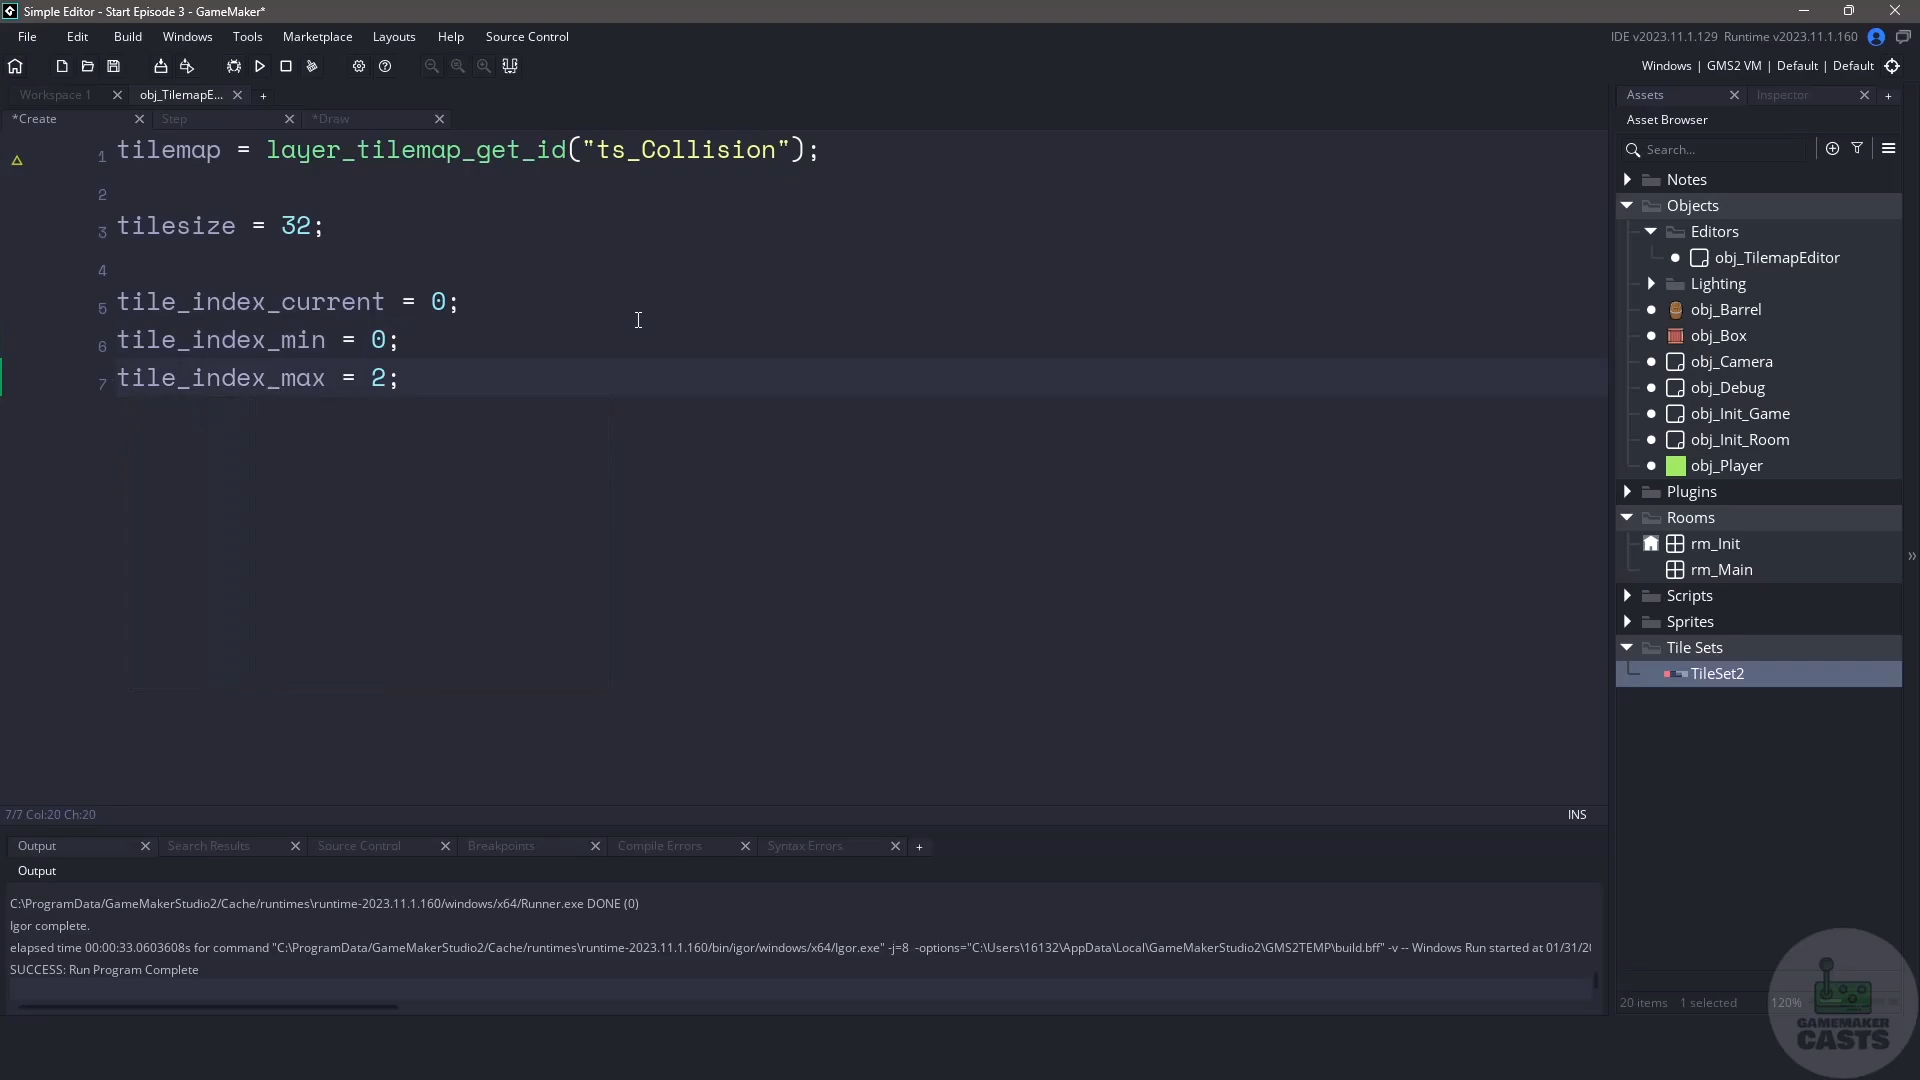 Simple Editor - Start Episode 3 - GameMaker*
File Edit Build Windows Tools Marketplace Layouts Help Source Control
IDE v2023.11.1.129 Runtime v2023.11.1.160
Windows | GMS2 VM | Default | Default
Workspace 1 obj_TilemapE... +
*Create Step *Draw
1 tilemap = layer_tilemap_get_id("ts_Collision");
2
3 tilesize = 32;
4
5 tile_index_current = 0;
6 tile_index_min = 0;
7 tile_index_max = 2;
7/7 Col:20 Ch:20 INS
Output Search Results Source Control Breakpoints Compile Errors Syntax Errors +
Output
C:\ProgramData/GameMakerStudio2/Cache/runtimes\runtime-2023.11.1.160/windows/x64/Runner.exe DONE (0)
Igor complete.
elapsed time 00:00:33.0603608s for command "C:\ProgramData/GameMakerStudio2/Cache/runtimes\runtime-2023.11.1.160/bin/igor/windows/x64/Igor.exe" -j=8 -options="C:\Users\16132\AppData\Local\GameMakerStudio2\GMS2TEMP\build.bff" -v -- Windows Run started at 01/31/20
SUCCESS: Run Program Complete
Assets Inspector +
Asset Browser
Search...
Notes
Objects
Editors
obj_TilemapEditor
Lighting
obj_Barrel
obj_Box
obj_Camera
obj_Debug
obj_Init_Game
obj_Init_Room
obj_Player
Plugins
Rooms
rm_Init
rm_Main
Scripts
Sprites
Tile Sets
TileSet2
20 items 1 selected 120%
GAMEMAKER
CASTS